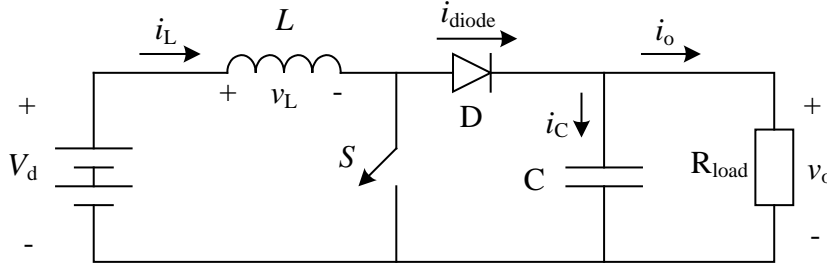 i_L
L
i_diode
i_o
+ v_L -
D
+
+
V_d
S
i_C
C
R_load
v_o
-
-